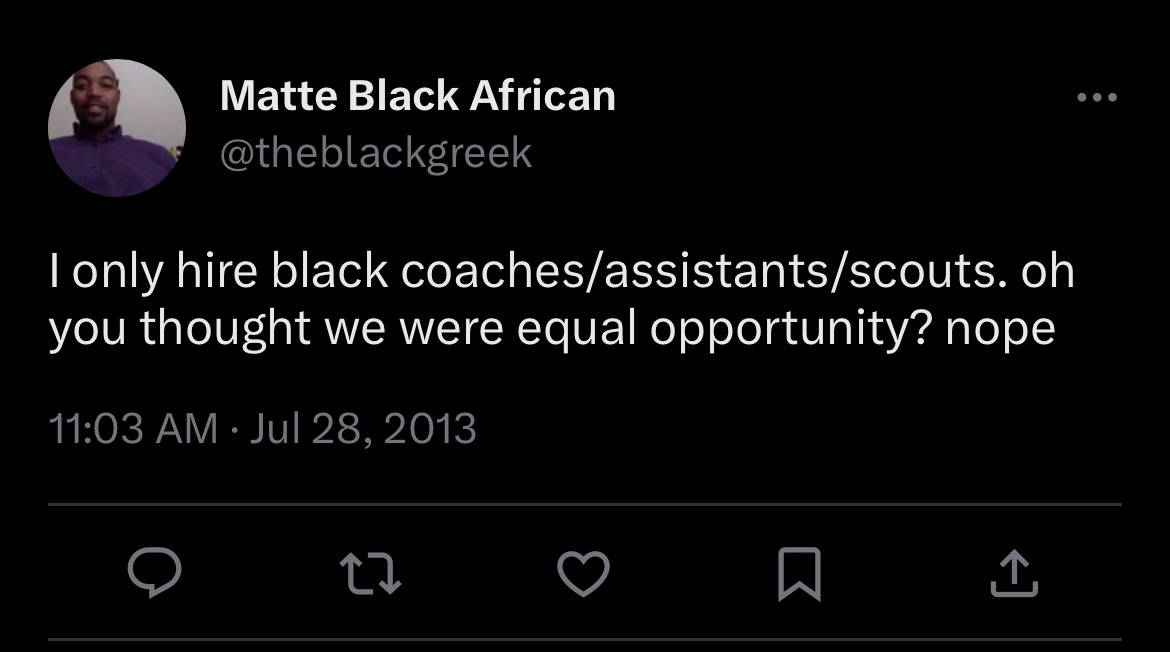 Matte Black African
@theblackgreek
I only hire black coaches/assistants/scouts. oh
you thought we were equal opportunity? nope
11:03 AM · Jul 28, 2013